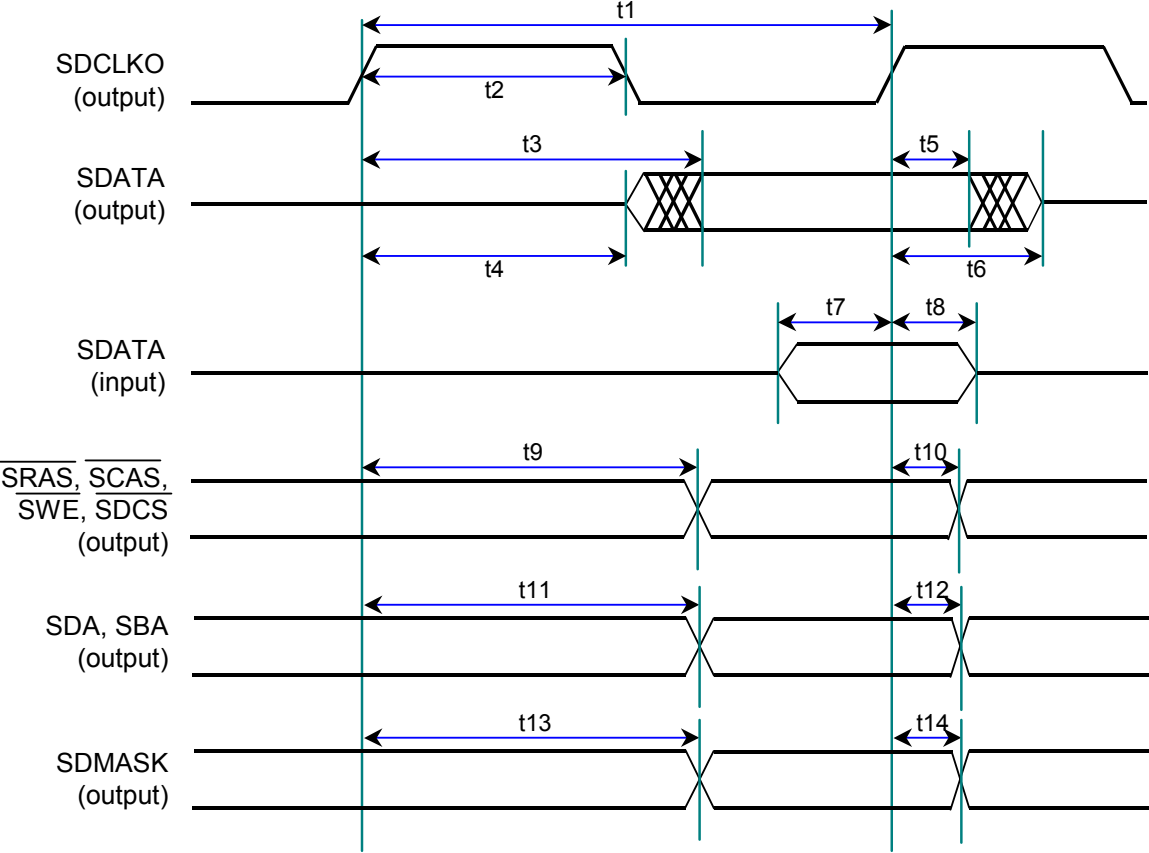 t1
SDCLKO
(output)
t2
t3
t5
SDATA
(output)
t4
t6
t7
t8
SDATA
(input)
t9
t10
SRAS, SCAS,
SWE, SDCS
(output)
t11
t12
SDA, SBA
(output)
t13
t14
SDMASK
(output)